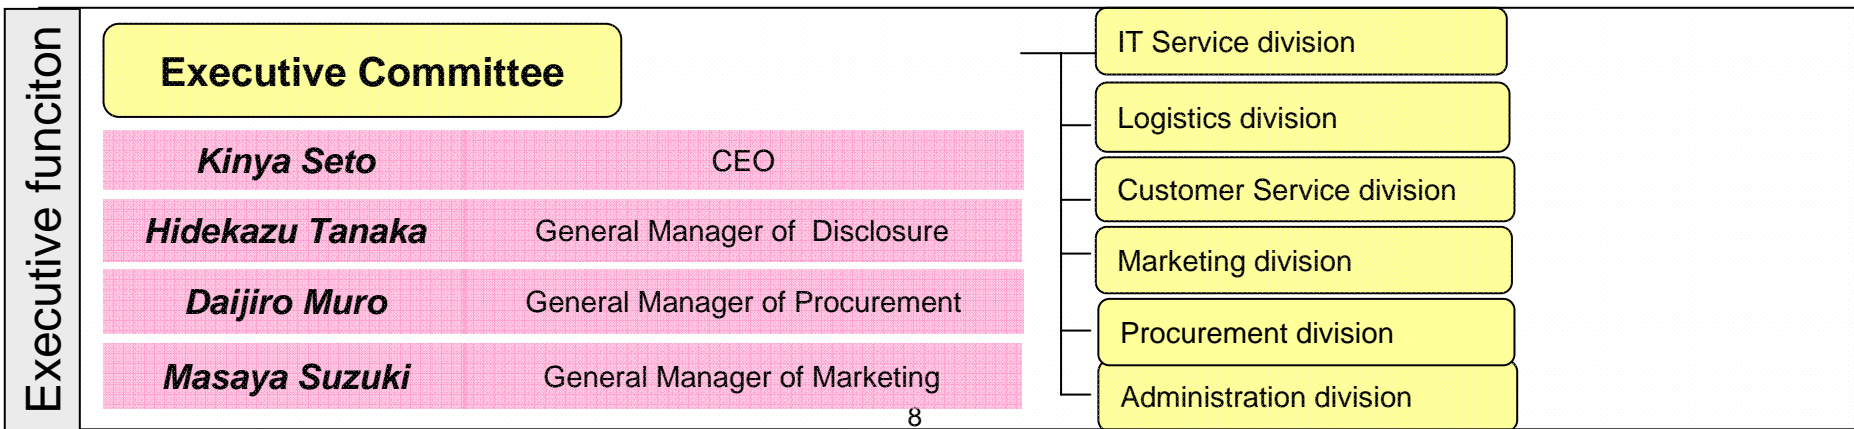 Executive funciton
Executive Committee
Kinya Seto CEO
Hidekazu Tanaka General Manager of Disclosure
Daijiro Muro General Manager of Procurement
Masaya Suzuki General Manager of Marketing
IT Service division
Logistics division
Customer Service division
Marketing division
Procurement division
Administration division
8